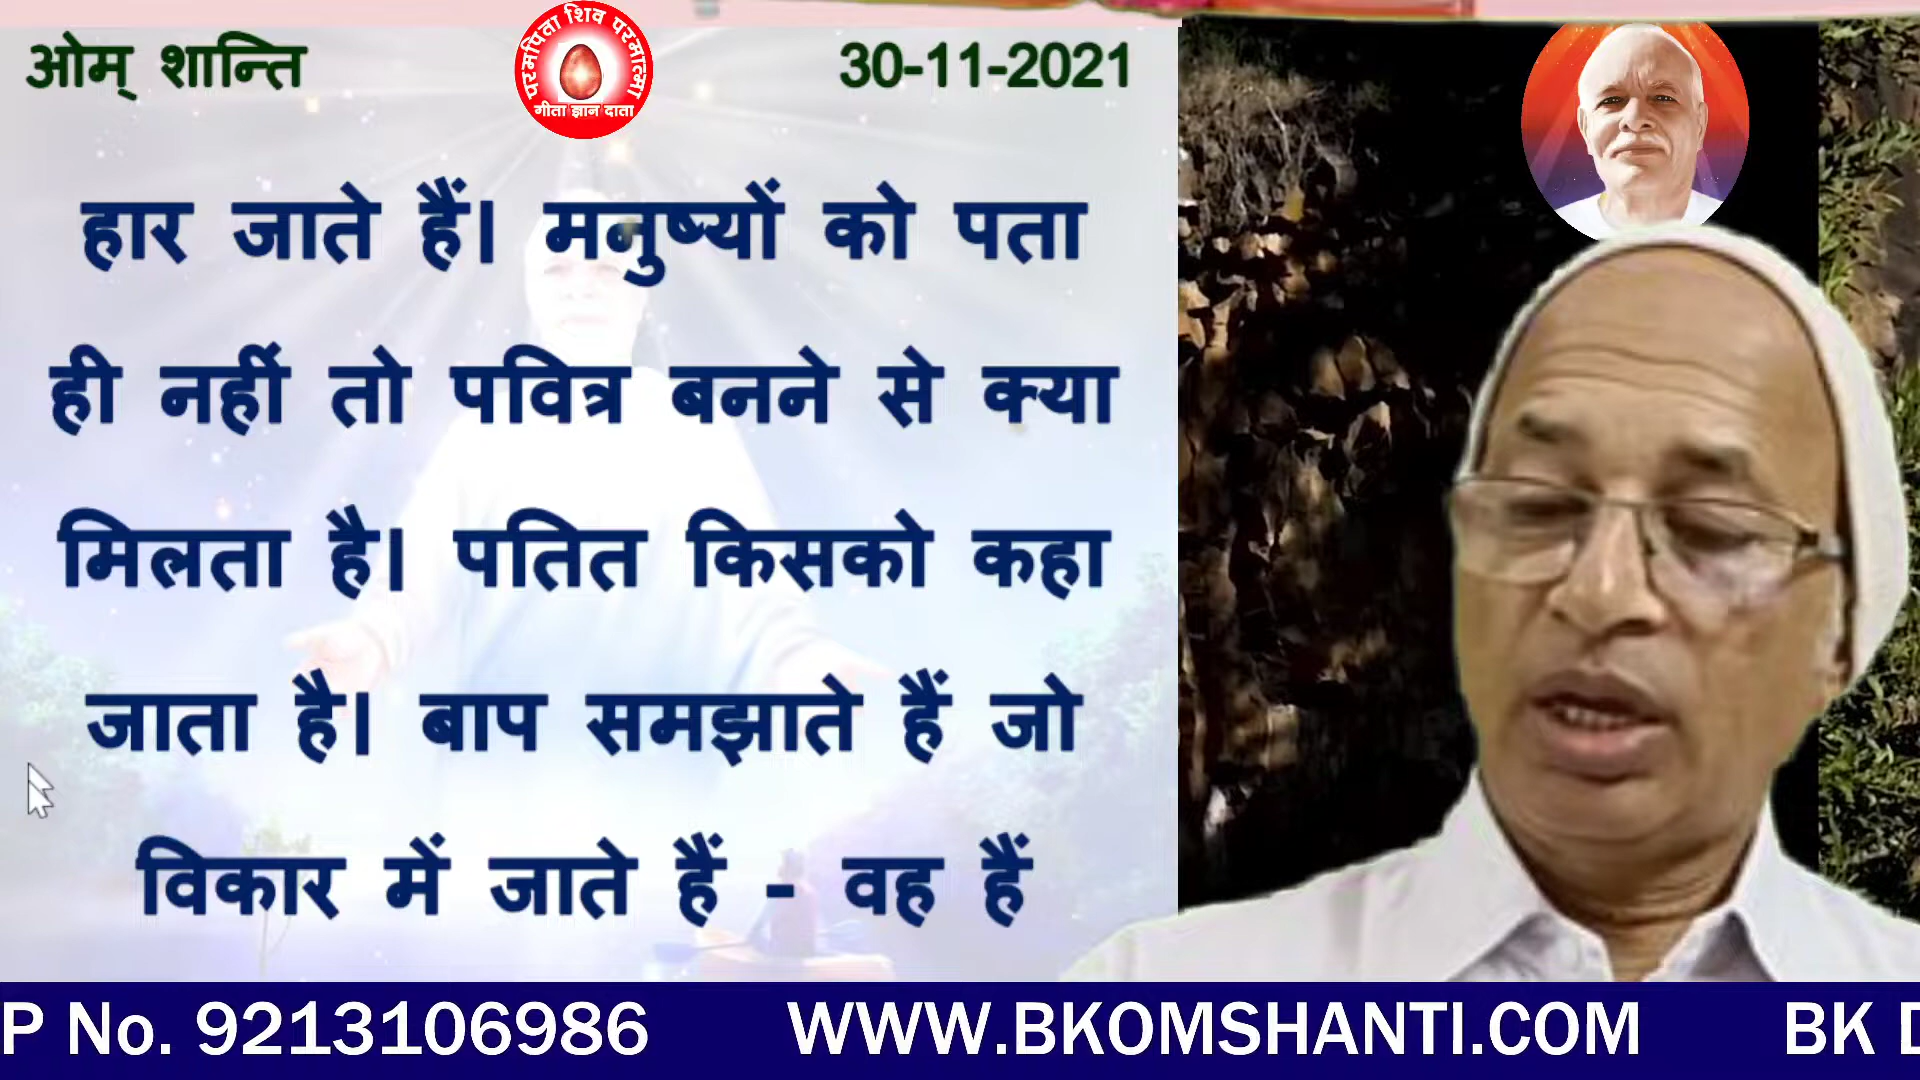 ओम् शान्ति
परमपिता शिव परमात्मा
गीता ज्ञान दाता
30-11-2021
हार जाते हैं। मनुष्यों को पता
ही नहीं तो पवित्र बनने से क्या
मिलता है। पतित किसको कहा
जाता है। बाप समझाते हैं जो
विकार में जाते हैं - वह हैं
P No. 9213106986 WWW.BKOMSHANTI.COM BK D